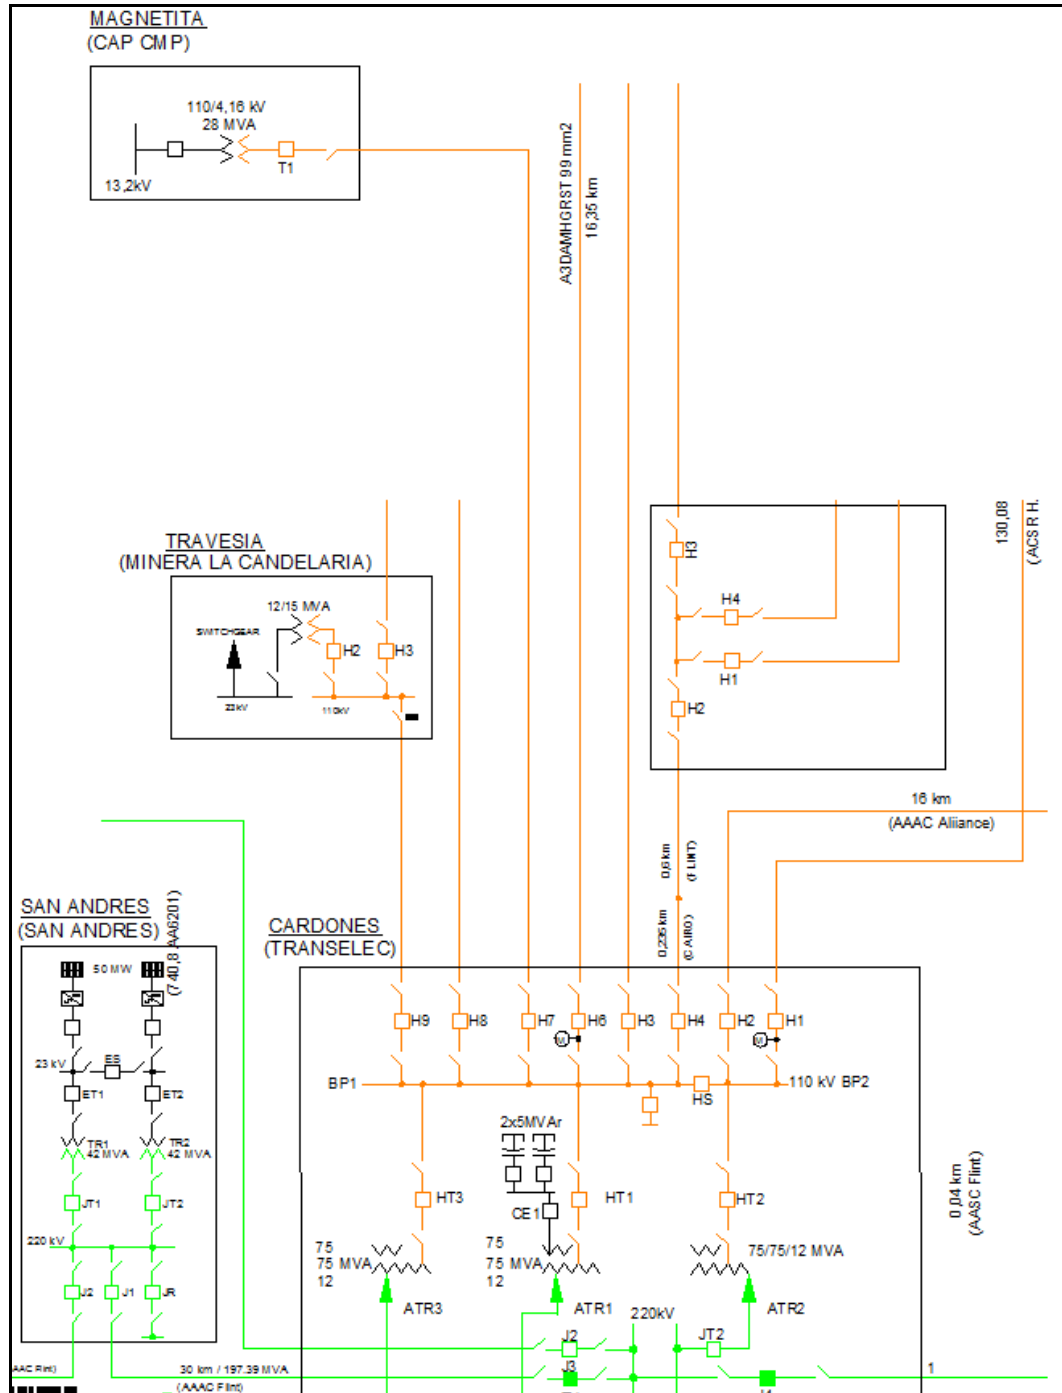 MAGNETITA
(CAP CMP)
110/4,16 kV
28 MVA
T1
13,2kV
A3DAMHGRST 99 mm2
16,35 km
TRAVESIA
(MINERA LA CANDELARIA)
12/15 MVA
SWITCHGEAR
H2
H3
23kV
110kV
H3
H4
H1
H2
130,08
(ACSR H.
16 km
(AAAC Alliance)
0,6 km
(FLINT)
0,235 km
(CAIRO)
SAN ANDRES
(SAN ANDRES)
(740,8 AA6201)
50 MW
23 kV
ES
ET1
ET2
TR1
42 MVA
TR2
42 MVA
JT1
JT2
220 kV
J2
J1
JR
AAC Flint)
30 km / 197.39 MVA
(AAAC Flint)
CARDONES
(TRANSELEC)
H9
H8
H7
H6
H3
H4
H2
H1
M
M
BP1
HS
110 kV BP2
2x5MVAr
CE1
HT3
HT1
HT2
75
75 MVA
12
ATR3
75
75 MVA
12
ATR1
75/75/12 MVA
ATR2
220kV
J2
JT2
J3
1
0,04 km
(AASC Flint)